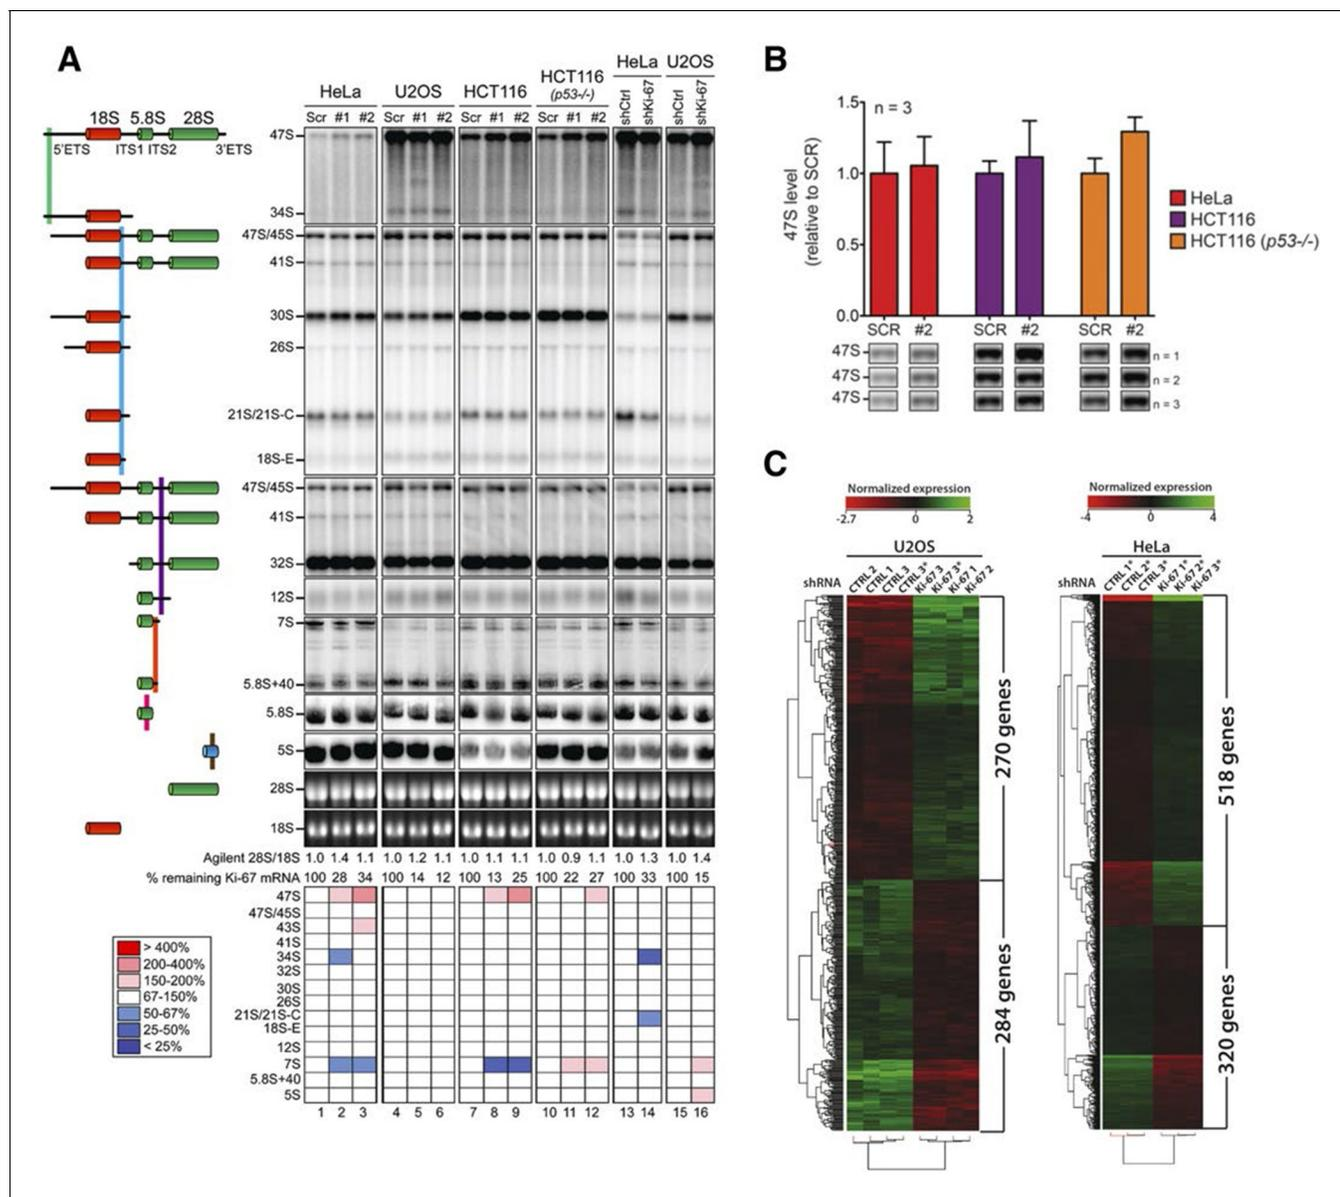 A
HeLa U2OS
HCT116
(p53-/-)
HeLa U2OS HCT116
shCtrl shKi-67 shCtrl shKi-67
Scr #1 #2 Scr #1 #2 Scr #1 #2 Scr #1 #2
18S 5.8S 28S
5'ETS ITS1 ITS2 3'ETS
47S
34S
47S/45S
41S
30S
26S
21S/21S-C
18S-E
47S/45S
41S
32S
12S
7S
5.8S+40
5.8S
5S
28S
18S
Agilent 28S/18S 1.0 1.4 1.1 1.0 1.2 1.1 1.0 1.1 1.1 1.0 0.9 1.1 1.0 1.3 1.0 1.4
% remaining Ki-67 mRNA 100 28 34 100 14 12 100 13 25 100 22 27 100 33 100 15
47S
47S/45S
43S
41S
34S
32S
30S
26S
21S/21S-C
18S-E
12S
7S
5.8S+40
5S
1 2 3 4 5 6 7 8 9 10 11 12 13 14 15 16
> 400%
200-400%
150-200%
67-150%
50-67%
25-50%
< 25%
B
47S level
(relative to SCR)
1.5
1.0
0.5
0.0
n = 3
SCR #2 SCR #2 SCR #2
HeLa
HCT116
HCT116 (p53-/-)
47S n = 1
47S n = 2
47S n = 3
C
Normalized expression
-2.7 0 2
U2OS
shRNA CTRL 2 CTRL 1 CTRL 3 CTRL 3* Ki-67 3 Ki-67 3* Ki-67 1 Ki-67 2
270 genes
284 genes
Normalized expression
-4 0 4
HeLa
shRNA CTRL 1* CTRL 2* CTRL 3* Ki-67 1* Ki-67 2* Ki-67 3*
518 genes
320 genes